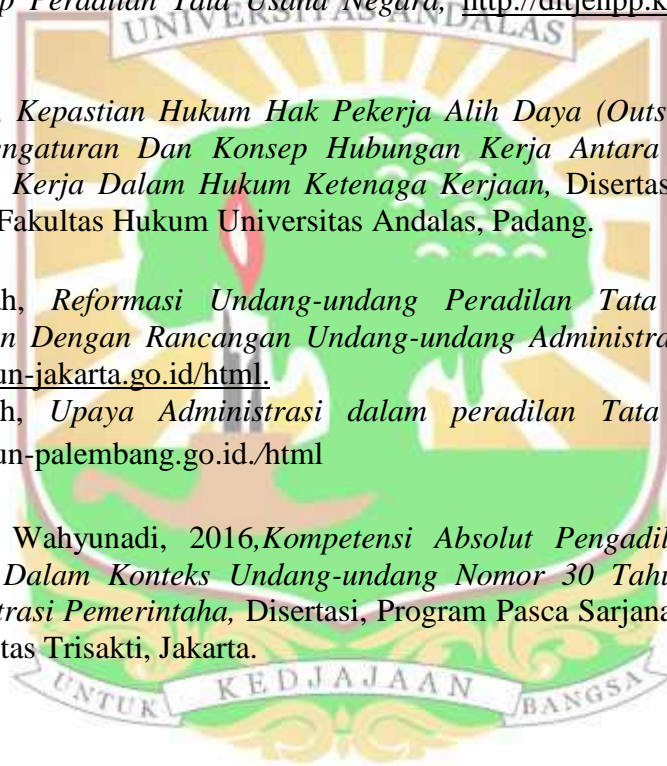 Peradilan Tata Usana Negara, http://ditjenpp.k
UNIVERSITAS ANDALAS
Kepastian Hukum Hak Pekerja Alih Daya (Outs
engaturan Dan Konsep Hubungan Kerja Antara
Kerja Dalam Hukum Ketenaga Kerjaan, Disertas
Fakultas Hukum Universitas Andalas, Padang.
ah, Reformasi Undang-undang Peradilan Tata
n Dengan Rancangan Undang-undang Administra
un-jakarta.go.id/html.
h, Upaya Administrasi dalam peradilan Tata
un-palembang.go.id./html
Wahyunadi, 2016,Kompetensi Absolut Pengadil
Dalam Konteks Undang-undang Nomor 30 Tahu
trasi Pemerintaha, Disertasi, Program Pasca Sarjana
tas Trisakti, Jakarta.
UNTUK KEDJAJAAN BANGSA